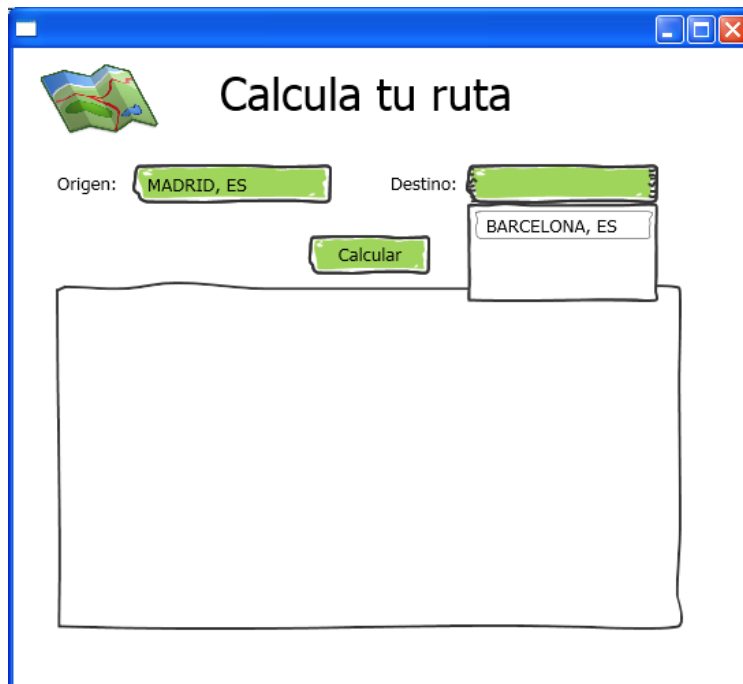 Calcula tu ruta
Origen: MADRID, ES Destino:
BARCELONA, ES
Calcular